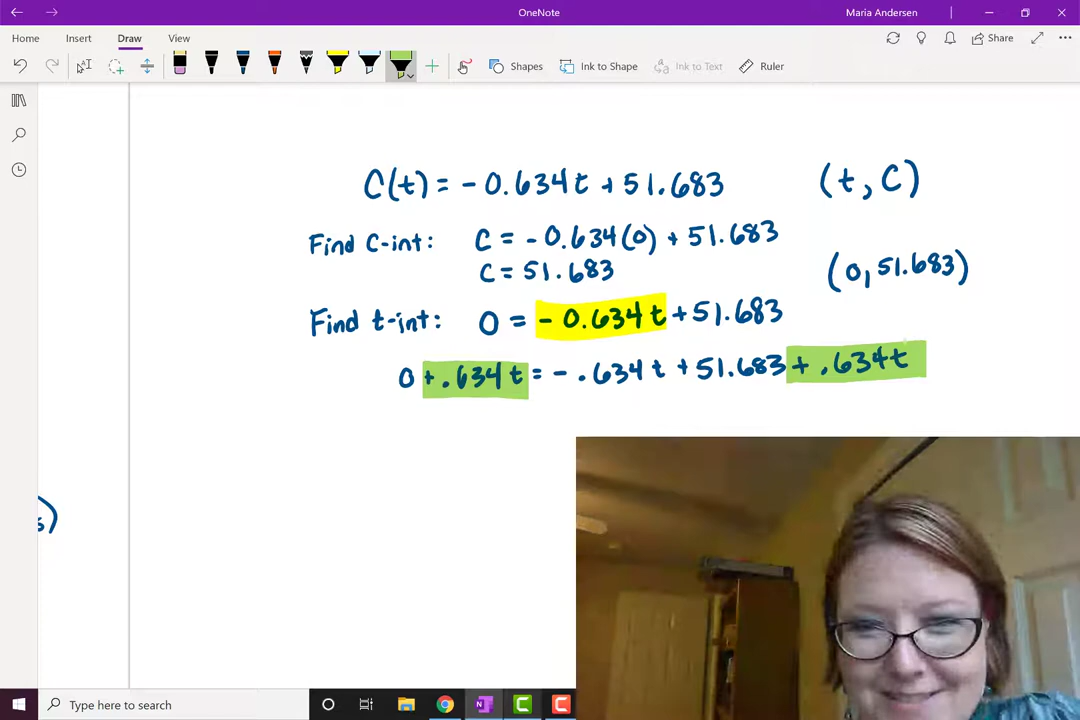 OneNote
Maria Andersen
Home Insert Draw View
Share
Shapes Ink to Shape Ink to Text Ruler
C(t) = - 0.634t + 51.683 (t, C)
Find C-int: C = - 0.634(0) + 51.683
C = 51.683 (0, 51.683)
Find t-int: 0 = - 0.634t + 51.683
0 + .634t = - .634t + 51.683 + .634t
s)
Type here to search